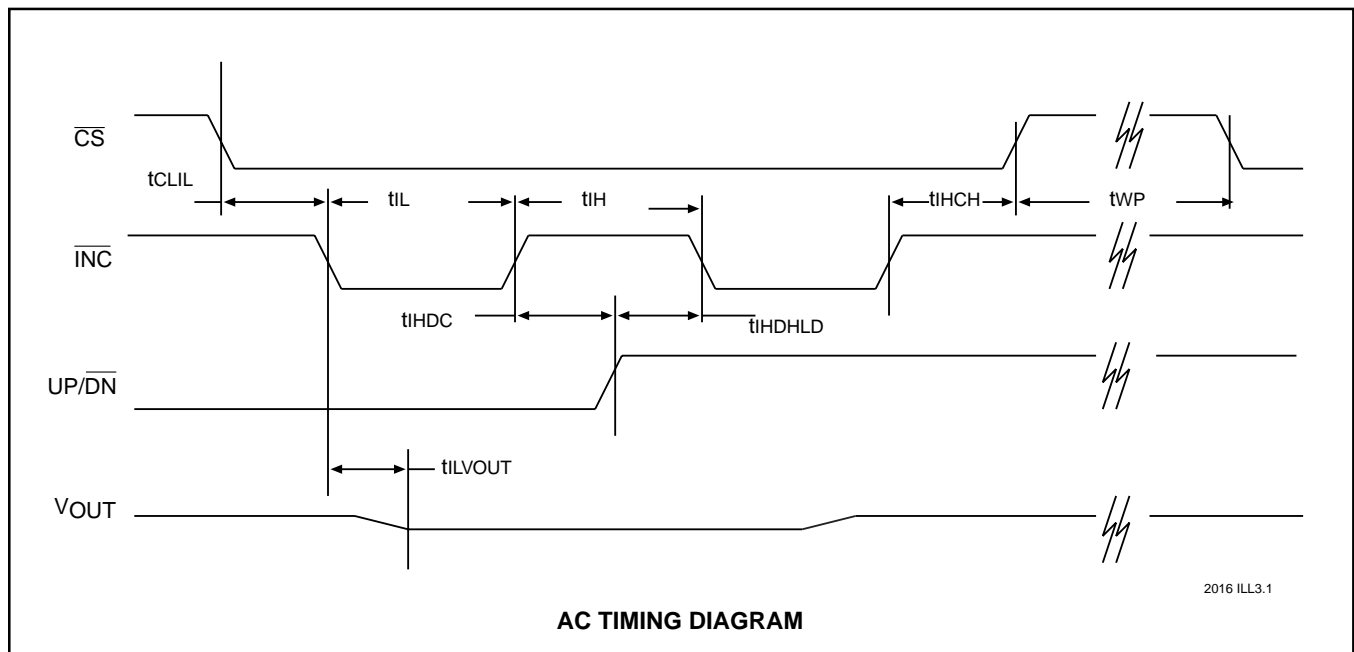 CS
tCLIL
tIL
tIH
tIHCH
tWP
INC
tIHDC
tIHDHLD
UP/DN
tILVOUT
VOUT
2016 ILL3.1
AC TIMING DIAGRAM